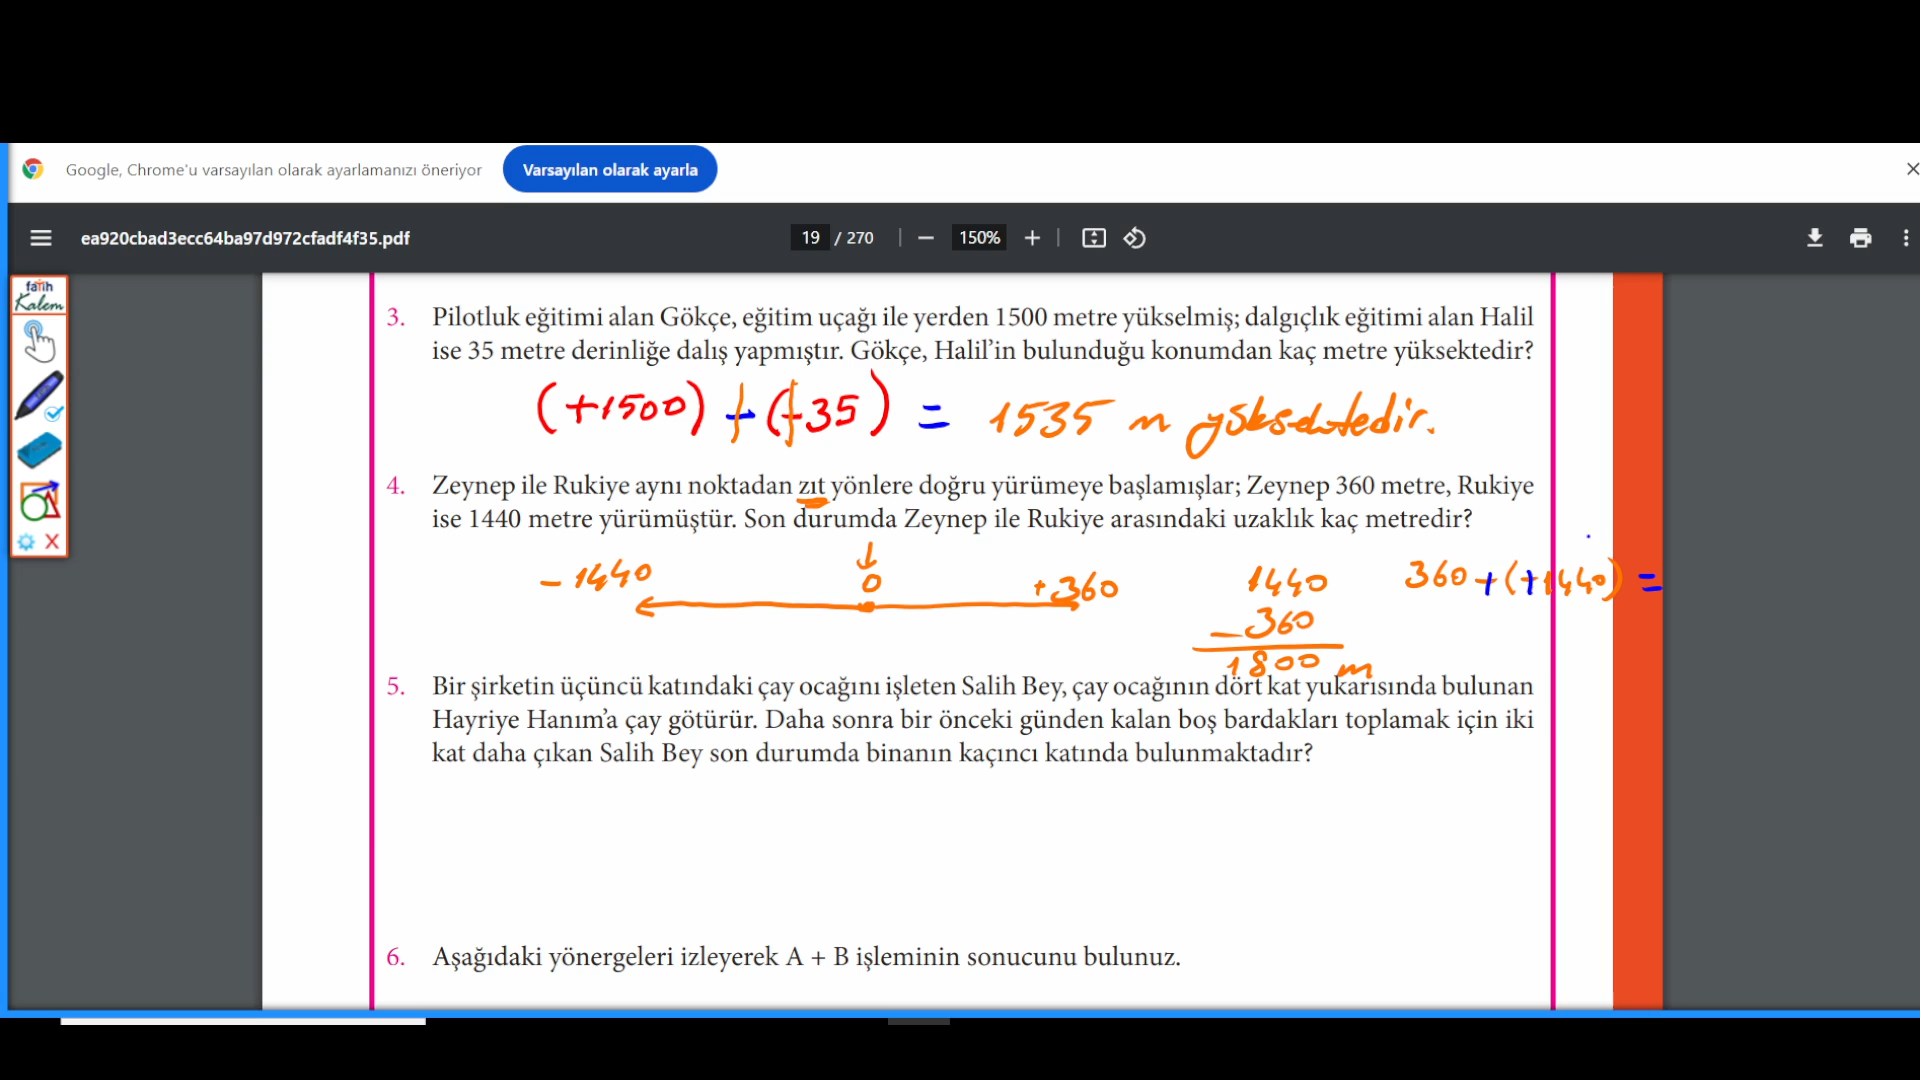 Google, Chrome'u varsayılan olarak ayarlamanızı öneriyor Varsayılan olarak ayarla
ea920cbad3ecc64ba97d972cfadf4f35.pdf 19 / 270 150%
fatih
Kalem
3. Pilotluk eğitimi alan Gökçe, eğitim uçağı ile yerden 1500 metre yükselmiş; dalgıçlık eğitimi alan Halil
ise 35 metre derinliğe dalış yapmıştır. Gökçe, Halil'in bulunduğu konumdan kaç metre yüksektedir?
(+1500) + (+35) = 1535 m yüksektedir.
4. Zeynep ile Rukiye aynı noktadan zıt yönlere doğru yürümeye başlamışlar; Zeynep 360 metre, Rukiye
ise 1440 metre yürümüştür. Son durumda Zeynep ile Rukiye arasındaki uzaklık kaç metredir?
- 1440 0 +360 1440 360 + (+1440) =
- 360
1800 m
5. Bir şirketin üçüncü katındaki çay ocağını işleten Salih Bey, çay ocağının dört kat yukarısında bulunan
Hayriye Hanım'a çay götürür. Daha sonra bir önceki günden kalan boş bardakları toplamak için iki
kat daha çıkan Salih Bey son durumda binanın kaçıncı katında bulunmaktadır?
6. Aşağıdaki yönergeleri izleyerek A + B işleminin sonucunu bulunuz.